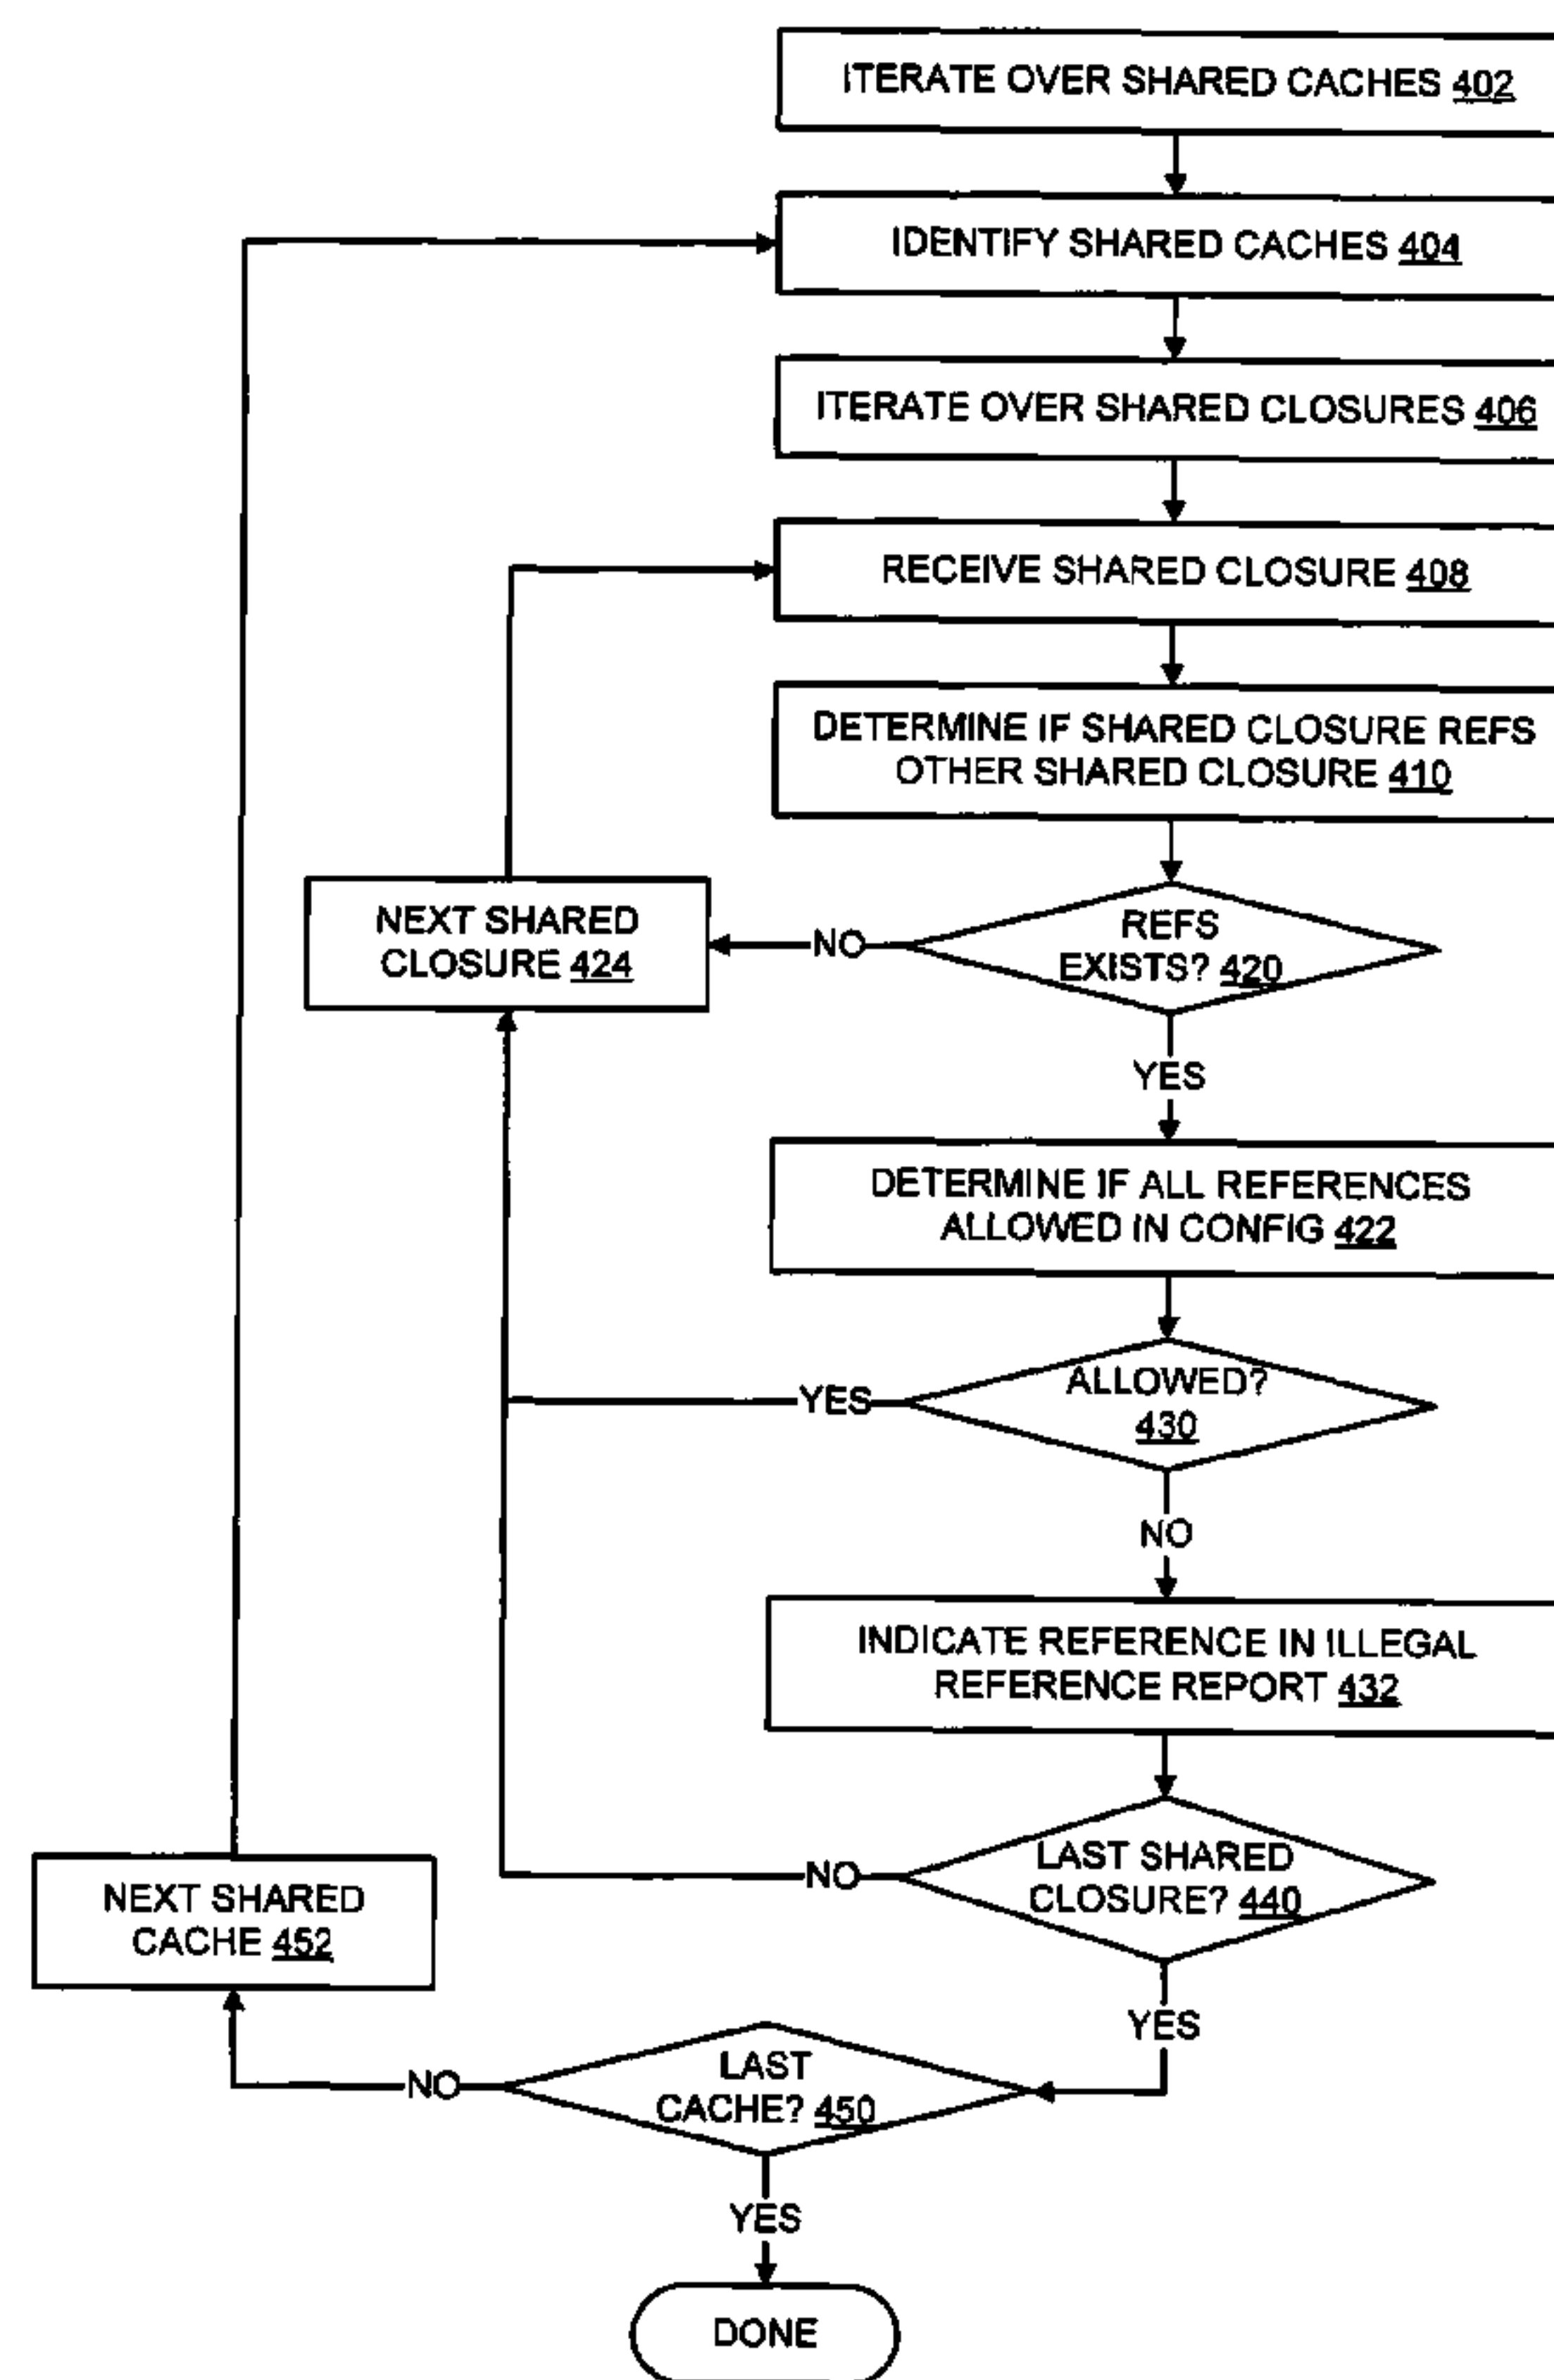 ITERATE OVER SHARED CACHES 402
IDENTIFY SHARED CACHES 404
ITERATE OVER SHARED CLOSURES 406
RECEIVE SHARED CLOSURE 408
DETERMINE IF SHARED CLOSURE REFS
OTHER SHARED CLOSURE 410
NEXT SHARED
CLOSURE 424
NO
REFS
EXISTS? 420
YES
DETERMINE IF ALL REFERENCES
ALLOWED IN CONFIG 422
YES
ALLOWED?
430
NO
INDICATE REFERENCE IN ILLEGAL
REFERENCE REPORT 432
NO
LAST SHARED
CLOSURE? 440
NEXT SHARED
CACHE 452
YES
NO
LAST
CACHE? 450
YES
DONE